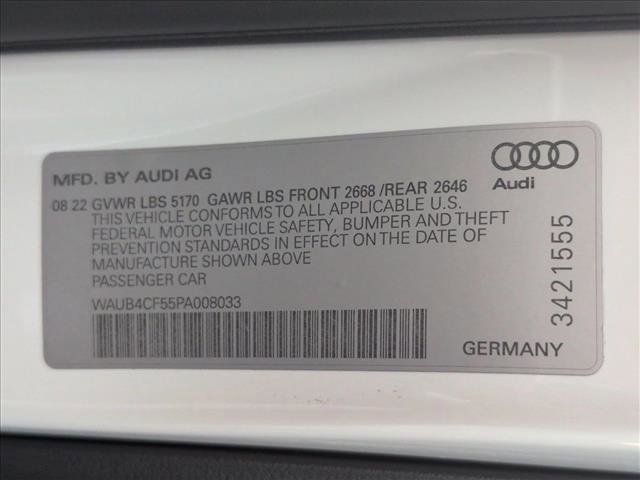 MFD. BY AUDI AG
08 22 GVWR LBS 5170 GAWR LBS FRONT 2668 /REAR 2646
THIS VEHICLE CONFORMS TO ALL APPLICABLE U.S.
FEDERAL MOTOR VEHICLE SAFETY, BUMPER AND THEFT
PREVENTION STANDARDS IN EFFECT ON THE DATE OF
MANUFACTURE SHOWN ABOVE
PASSENGER CAR
WAUB4CF55PA008033
Audi
3421555
GERMANY